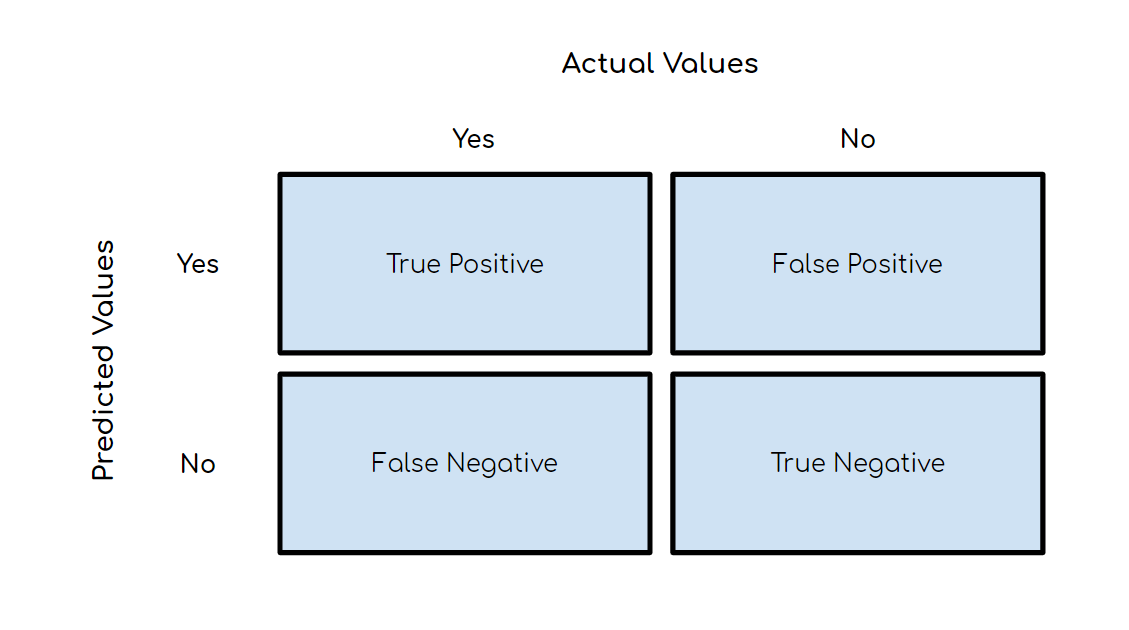 Actual Values
Yes
No
Predicted Values
Yes
True Positive
False Positive
No
False Negative
True Negative